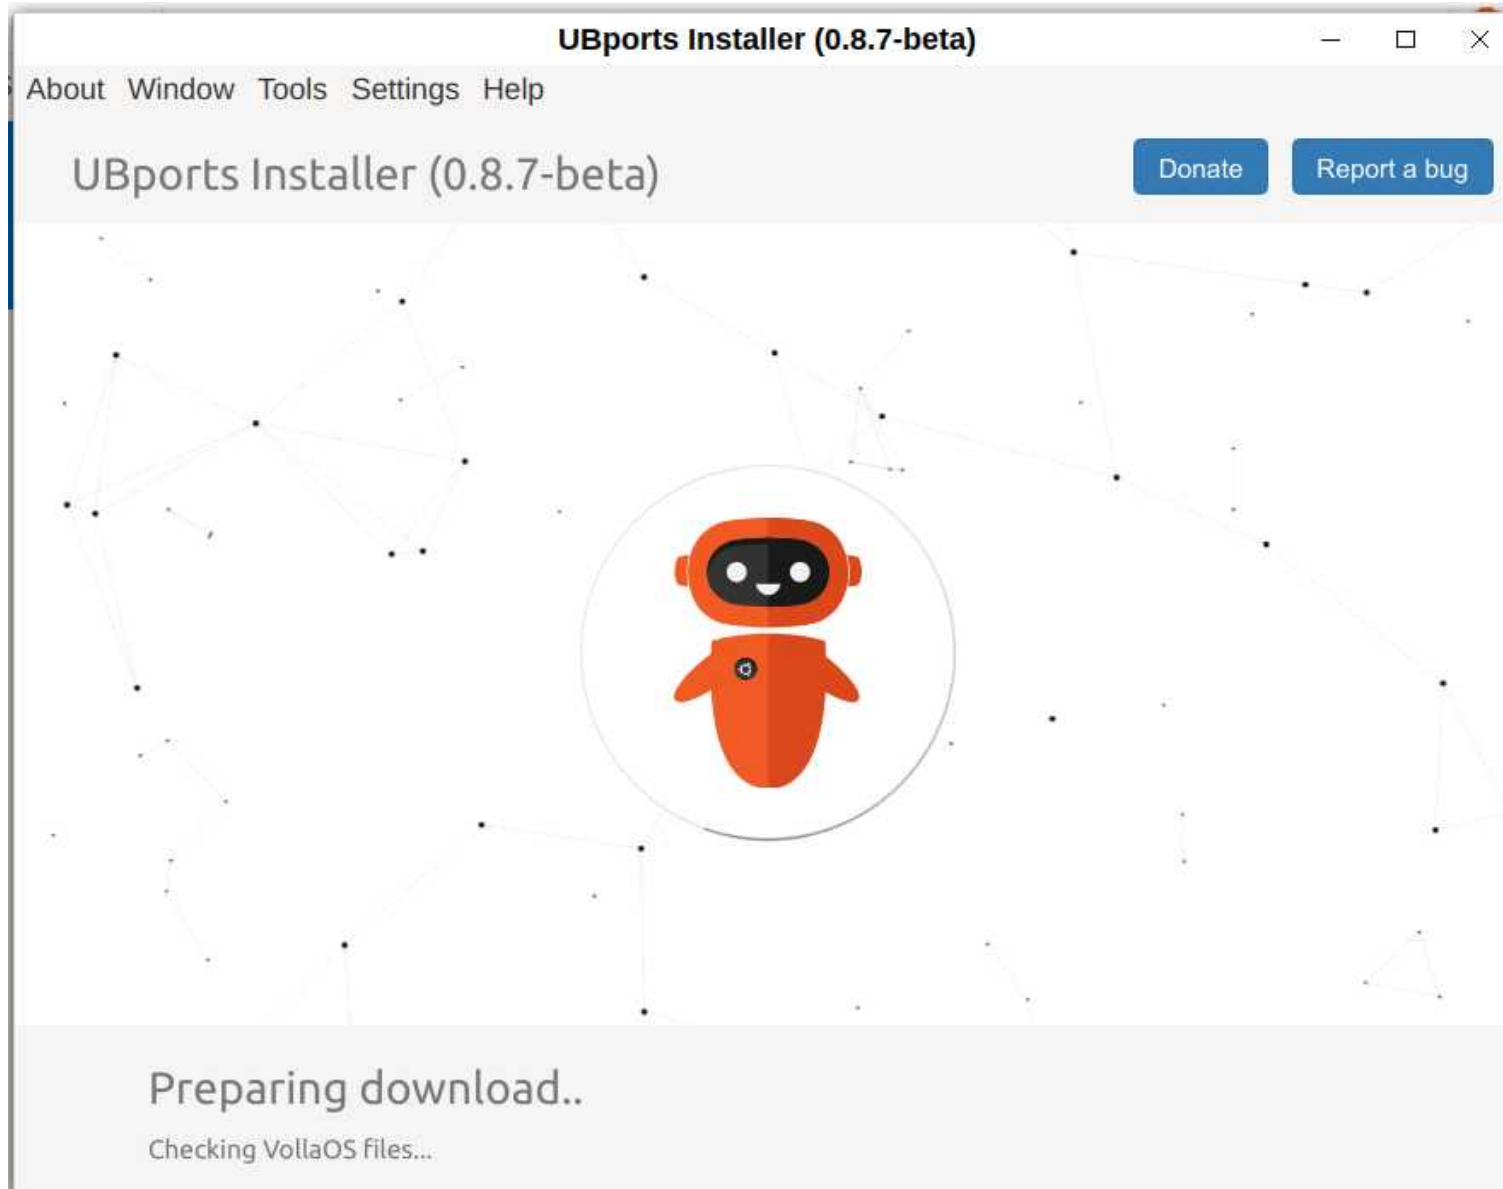 UBports Installer (0.8.7-beta)
About Window Tools Settings Help
UBports Installer (0.8.7-beta)
Donate
Report a bug
Preparing download..
Checking VollaOS files...